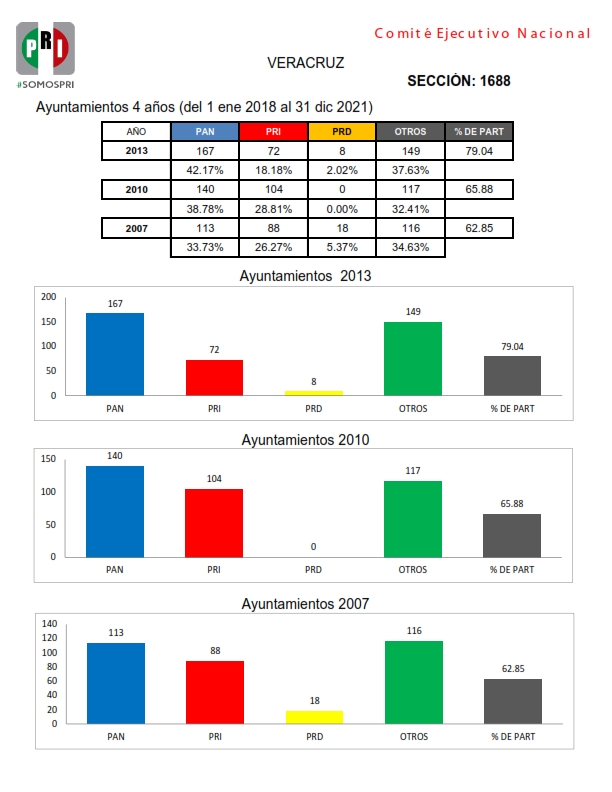 Comité Ejecutivo Nacional
PRI
#SOMOSPRI
VERACRUZ
SECCIÓN: 1688
Ayuntamientos 4 años (del 1 ene 2018 al 31 dic 2021)
AÑO PAN PRI PRD OTROS % DE PART
2013 167 72 8 149 79.04
42.17% 18.18% 2.02% 37.63%
2010 140 104 0 117 65.88
38.78% 28.81% 0.00% 32.41%
2007 113 88 18 116 62.85
33.73% 26.27% 5.37% 34.63%
Ayuntamientos 2013
200
150
100
50
0
167
72
8
149
79.04
PAN PRI PRD OTROS % DE PART
Ayuntamientos 2010
150
100
50
0
140
104
0
117
65.88
PAN PRI PRD OTROS % DE PART
Ayuntamientos 2007
140
120
100
80
60
40
20
0
113
88
18
116
62.85
PAN PRI PRD OTROS % DE PART